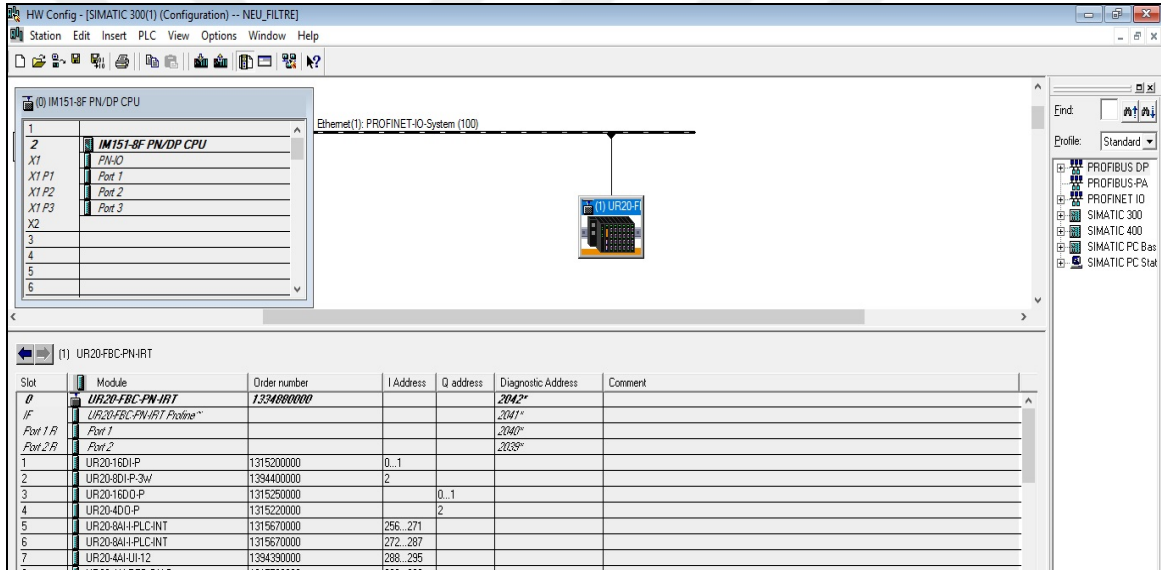 HW Config - [SIMATIC 300(1) (Configuration) -- NEU_FILTRE]
Station Edit Insert PLC View Options Window Help
(0) IM151-8F PN/DP CPU
1
2 IM151-8F PN/DP CPU
X1 PN-IO
X1 P1 Port 1
X1 P2 Port 2
X1 P3 Port 3
X2
3
4
5
6
Ethernet(1): PROFINET-IO-System (100)
(1) UR20-F
Find:
Profile: Standard
PROFIBUS DP
PROFIBUS-PA
PROFINET IO
SIMATIC 300
SIMATIC 400
SIMATIC PC Bas
SIMATIC PC Stat
(1) UR20-FBC-PN-IRT
Slot Module Order number I Address Q address Diagnostic Address Comment
0 UR20-FBC-PN-IRT 1334880000 2042*
IF UR20-FBC-PN-IRT Profine~ 2041*
Port 1 R Port 1 2040*
Port 2 R Port 2 2039*
1 UR20-16DI-P 1315200000 0...1
2 UR20-8DI-P-3W 1394400000 2
3 UR20-16DO-P 1315250000 0...1
4 UR20-4DO-P 1315220000 2
5 UR20-8AI-I-PLC-INT 1315670000 256...271
6 UR20-8AI-I-PLC-INT 1315670000 272...287
7 UR20-4AI-UI-12 1394390000 288...295